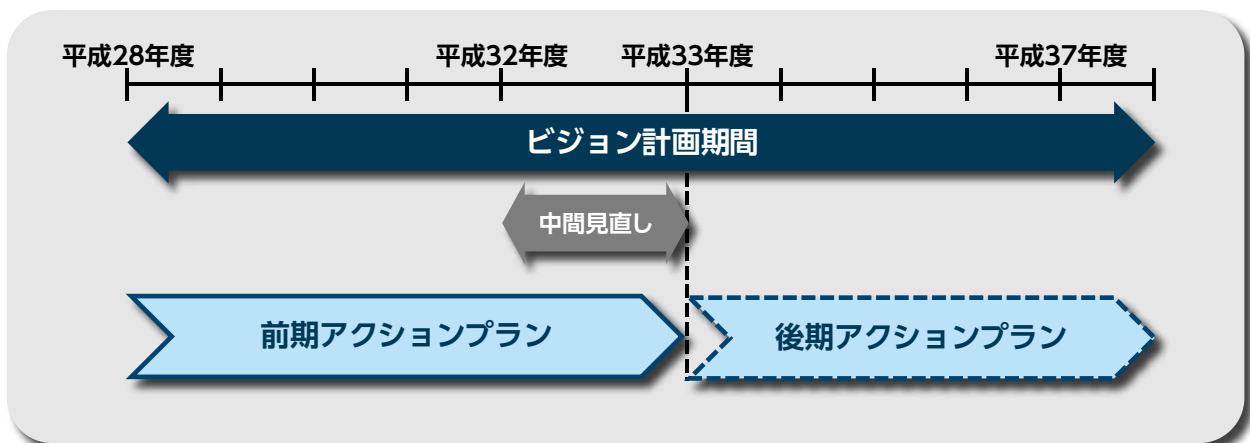 平成28年度 平成32年度 平成33年度 平成37年度
ビジョン計画期間
中間見直し
前期アクションプラン 後期アクションプラン